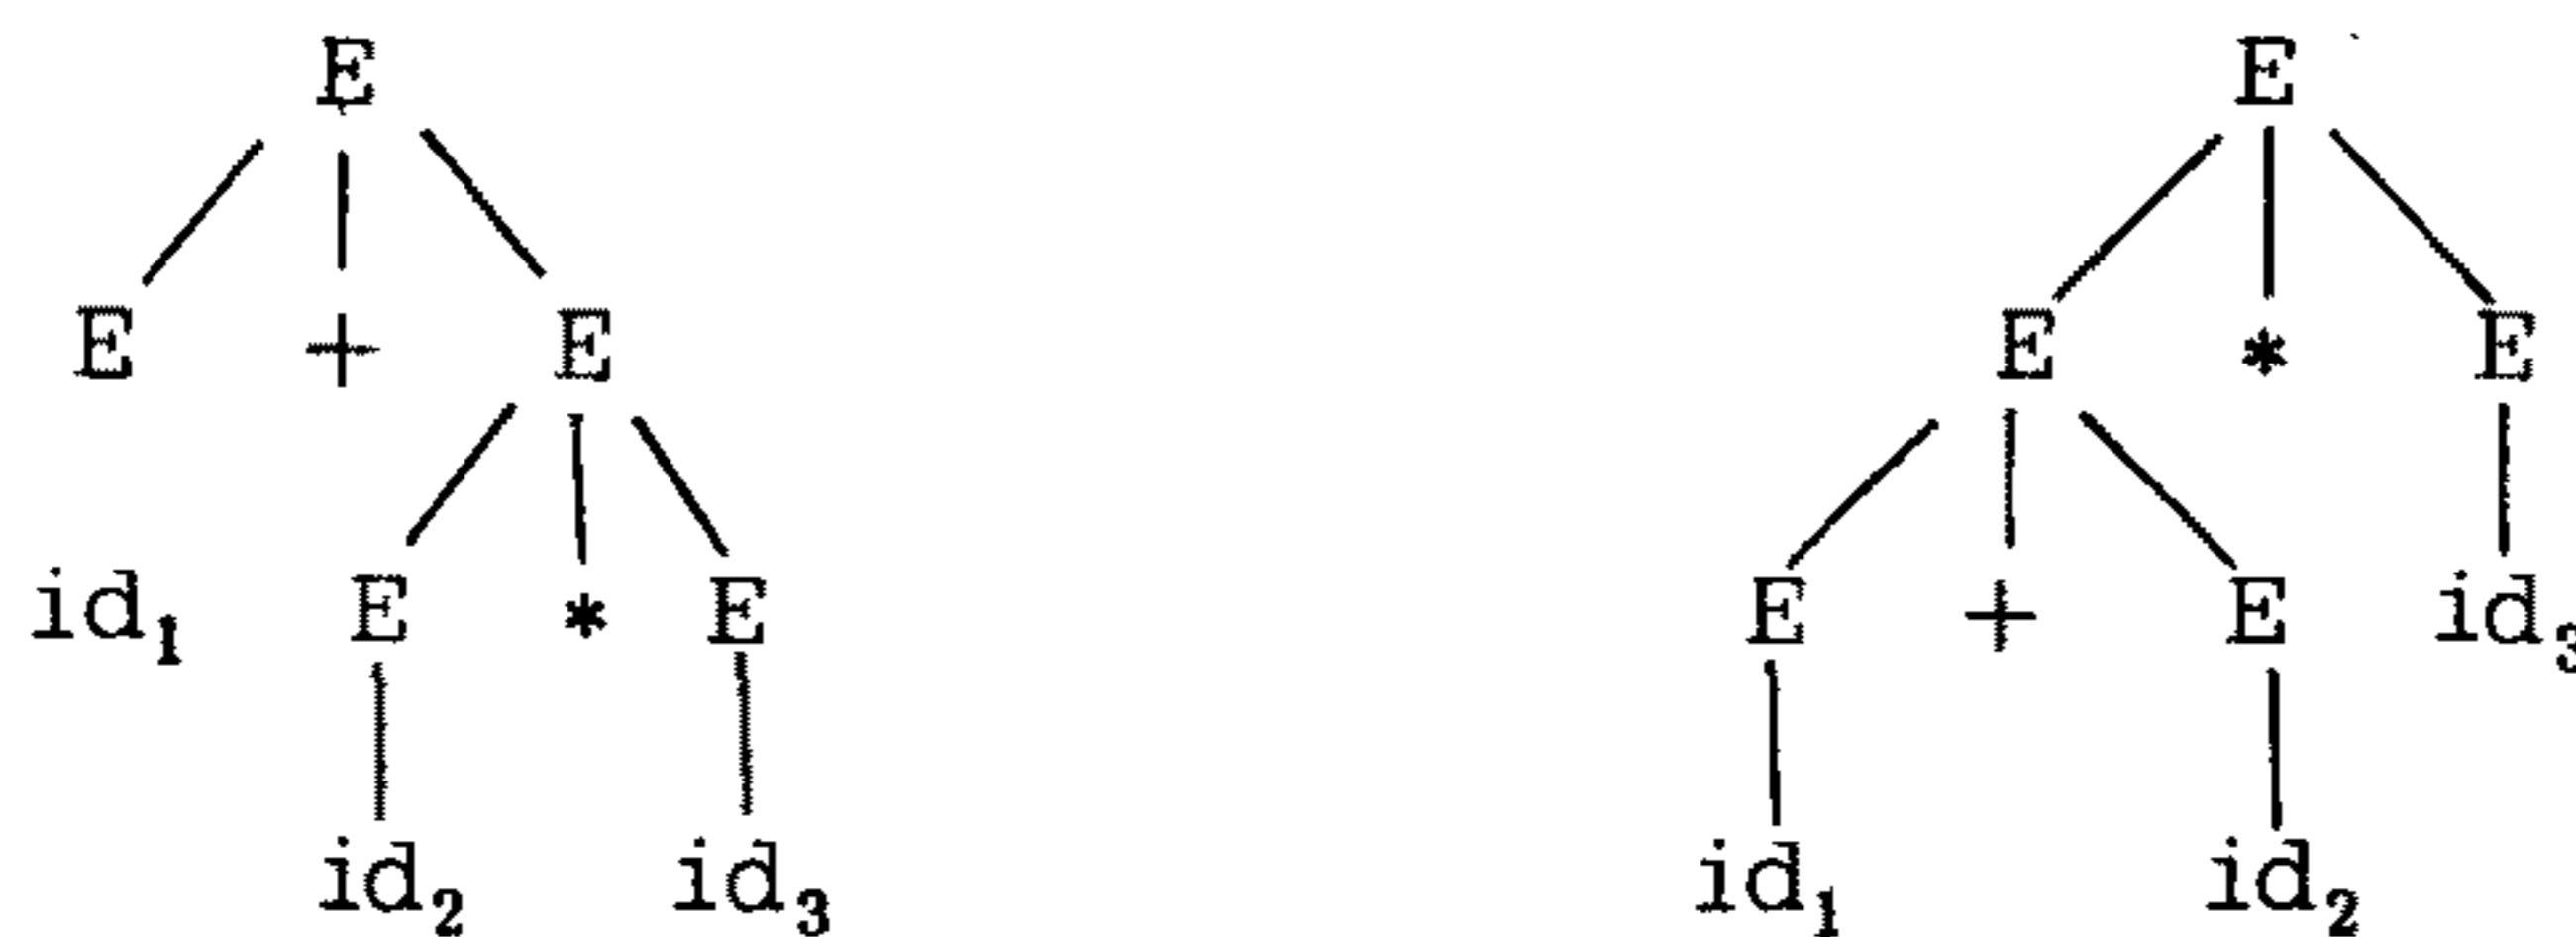 E E
E + E E * E
id₁ E * E E + E id₃
id₂ id₃ id₁ id₂